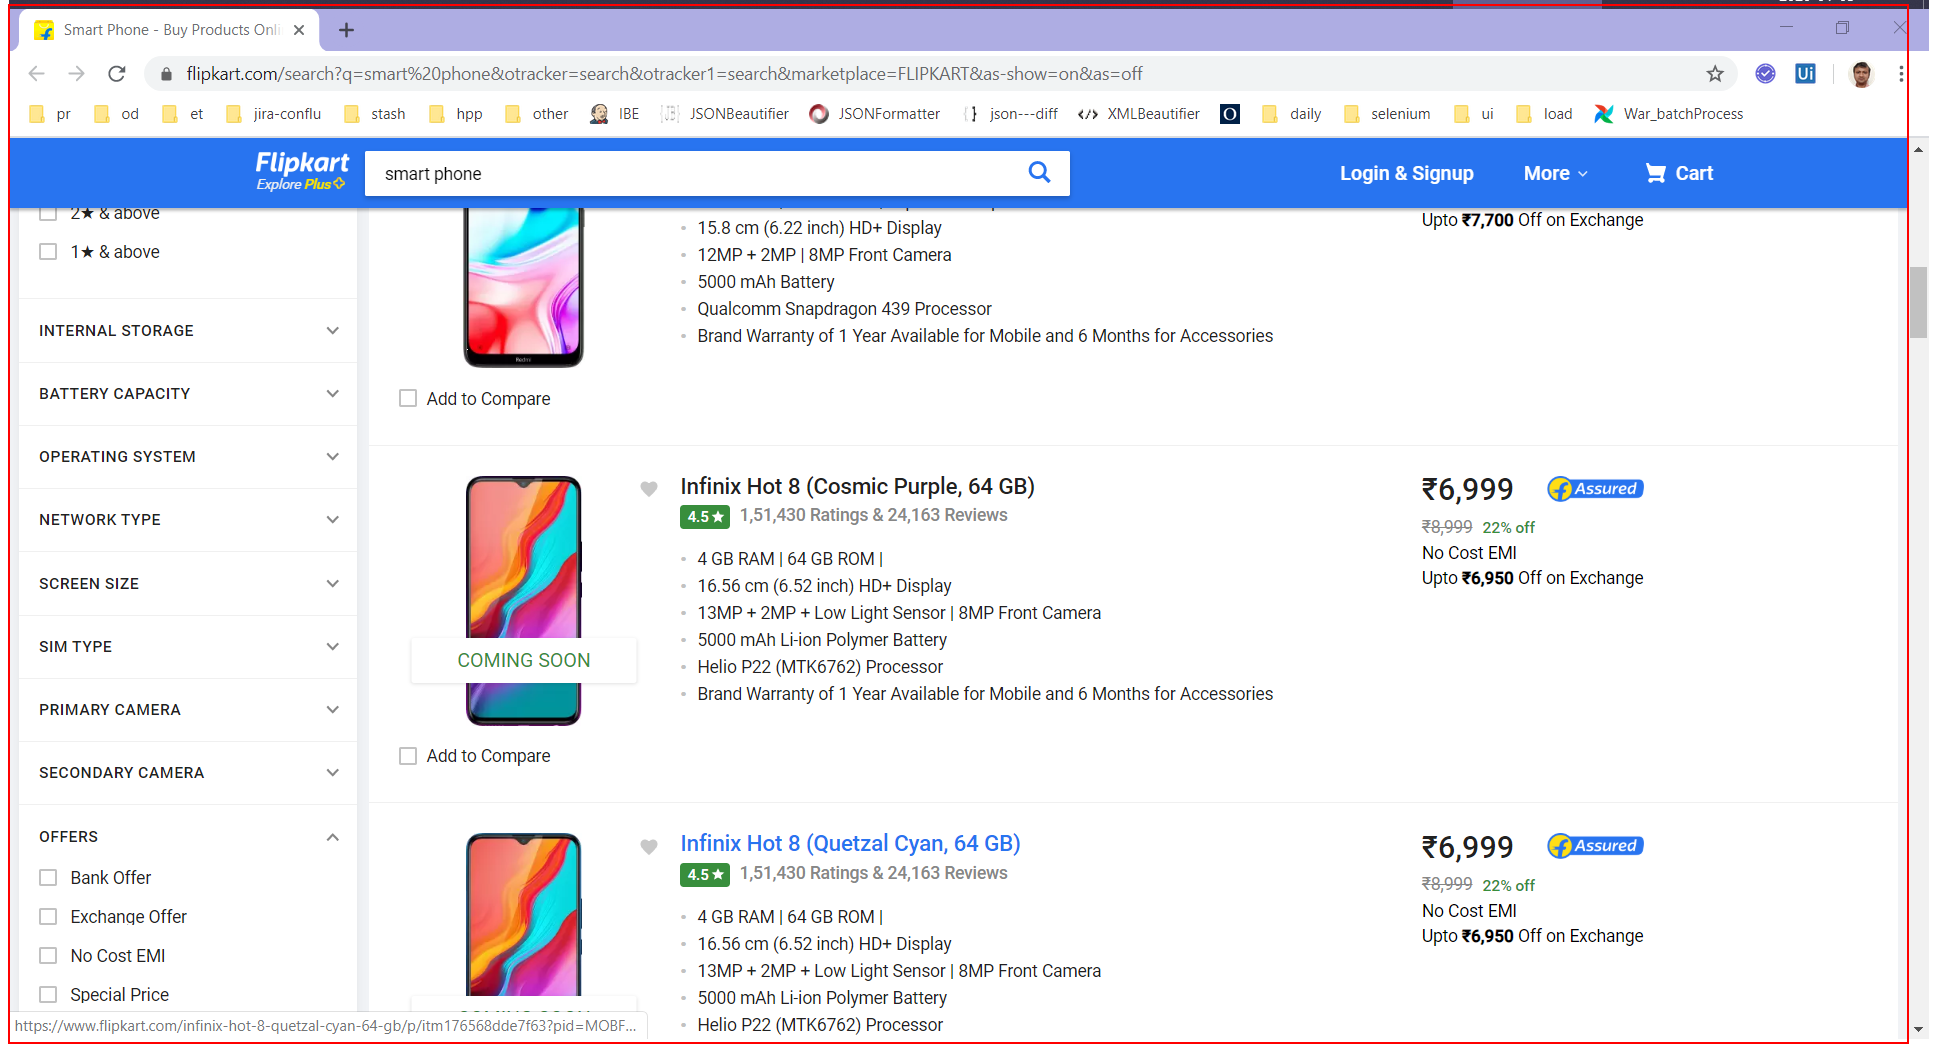 Smart Phone - Buy Products Onli
flipkart.com/search?q=smart%20phone&otracker=search&otracker1=search&marketplace=FLIPKART&as-show=on&as=off
Ui
pr od et jira-conflu stash hpp other IBE JSONBeautifier JSONFormatter json---diff XMLBeautifier daily selenium ui load War_batchProcess
Flipkart
Explore Plus
smart phone
Login & Signup
More
Cart
2★ & above
1★ & above
INTERNAL STORAGE
BATTERY CAPACITY
OPERATING SYSTEM
NETWORK TYPE
SCREEN SIZE
SIM TYPE
PRIMARY CAMERA
SECONDARY CAMERA
OFFERS
Bank Offer
Exchange Offer
No Cost EMI
Special Price
15.8 cm (6.22 inch) HD+ Display
12MP + 2MP | 8MP Front Camera
5000 mAh Battery
Qualcomm Snapdragon 439 Processor
Brand Warranty of 1 Year Available for Mobile and 6 Months for Accessories
Upto ₹7,700 Off on Exchange
Redmi
Add to Compare
COMING SOON
Infinix Hot 8 (Cosmic Purple, 64 GB)
4.5★ 1,51,430 Ratings & 24,163 Reviews
4 GB RAM | 64 GB ROM |
16.56 cm (6.52 inch) HD+ Display
13MP + 2MP + Low Light Sensor | 8MP Front Camera
5000 mAh Li-ion Polymer Battery
Helio P22 (MTK6762) Processor
Brand Warranty of 1 Year Available for Mobile and 6 Months for Accessories
₹6,999 Assured
₹8,999 22% off
No Cost EMI
Upto ₹6,950 Off on Exchange
Add to Compare
Infinix Hot 8 (Quetzal Cyan, 64 GB)
4.5★ 1,51,430 Ratings & 24,163 Reviews
4 GB RAM | 64 GB ROM |
16.56 cm (6.52 inch) HD+ Display
13MP + 2MP + Low Light Sensor | 8MP Front Camera
5000 mAh Li-ion Polymer Battery
Helio P22 (MTK6762) Processor
₹6,999 Assured
₹8,999 22% off
No Cost EMI
Upto ₹6,950 Off on Exchange
https://www.flipkart.com/infinix-hot-8-quetzal-cyan-64-gb/p/itm176568dde7f63?pid=MOBF...